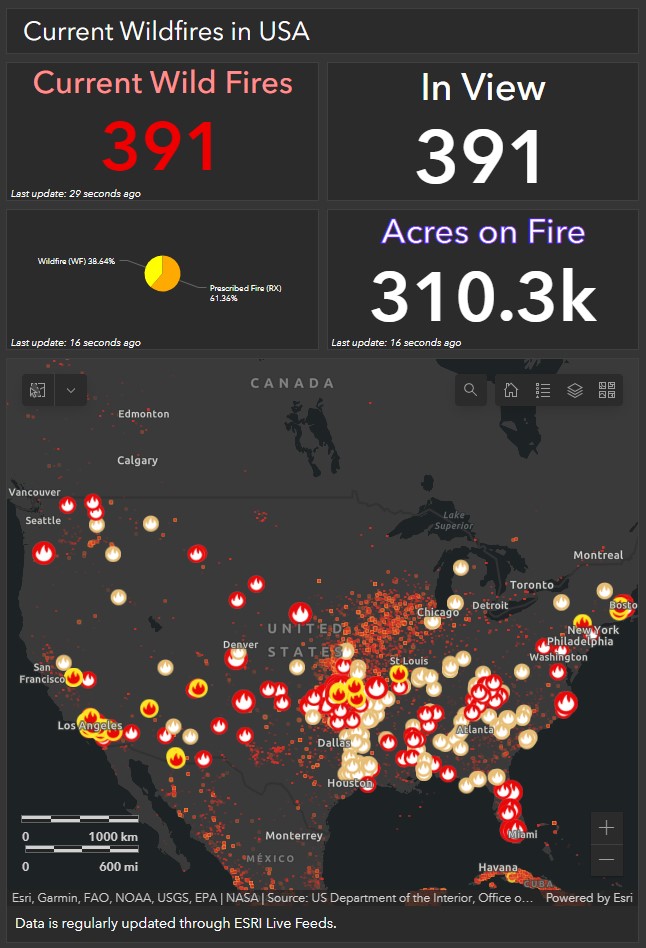 Current Wildfires in USA
Current Wild Fires
391
Last update: 29 seconds ago
In View
391
Wildfire (WF) 38.64%
Prescribed Fire (RX)
61.36%
Last update: 16 seconds ago
Acres on Fire
310.3k
Last update: 16 seconds ago
CANADA
Edmonton
Calgary
Vancouver
Seattle
Lake
Superior
Montreal
Toronto
Chicago
Detroit
Bosto
New York
Philadelphia
UNITED
STATES
Denver
St Louis
Washington
San
Francisco
Los Angeles
Atlanta
Dallas
Houston
Miami
0
1000 km
0
600 mi
Monterrey
MÉXICO
Havana
CUBA
Esri, Garmin, FAO, NOAA, USGS, EPA | NASA | Source: US Department of the Interior, Office o… Powered by Esri
Data is regularly updated through ESRI Live Feeds.